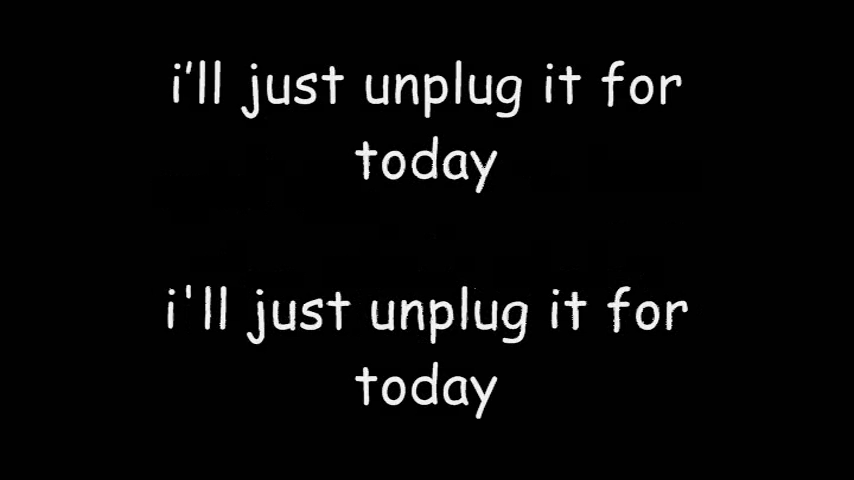 i’ll just unplug it for
today
i'll just unplug it for
today